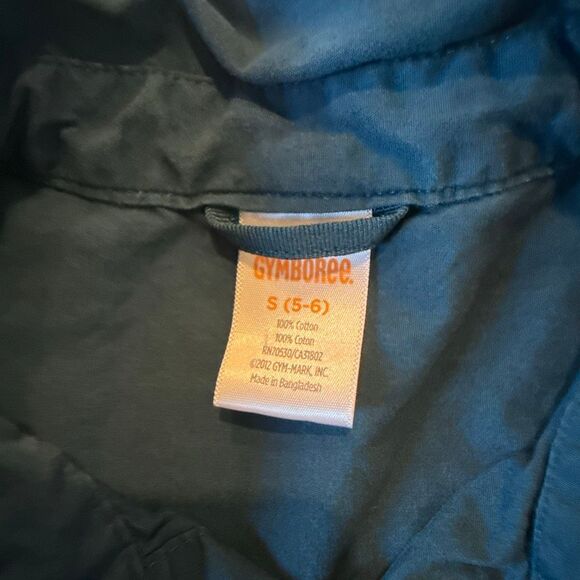 GYMBOREE.
S (5-6)
100% Cotton
100% Coton
RN70530/CA31802
©2012 GYM-MARK, INC.
Made in Bangladesh